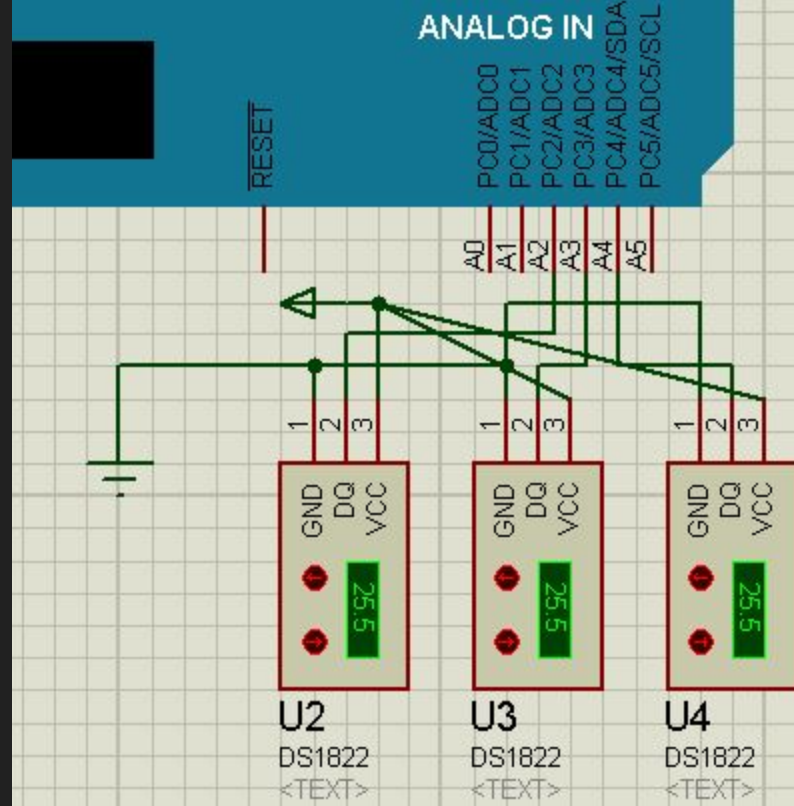 ANALOG IN
RESET
PC0/ADC0
PC1/ADC1
PC2/ADC2
PC3/ADC3
PC4/ADC4/SDA
PC5/ADC5/SCL
A0
A1
A2
A3
A4
A5
1 2 3
1 2 3
1 2 3
GND DQ VCC
GND DQ VCC
GND DQ VCC
25.5
25.5
25.5
U2
U3
U4
DS1822
DS1822
DS1822
<TEXT>
<TEXT>
<TEXT>